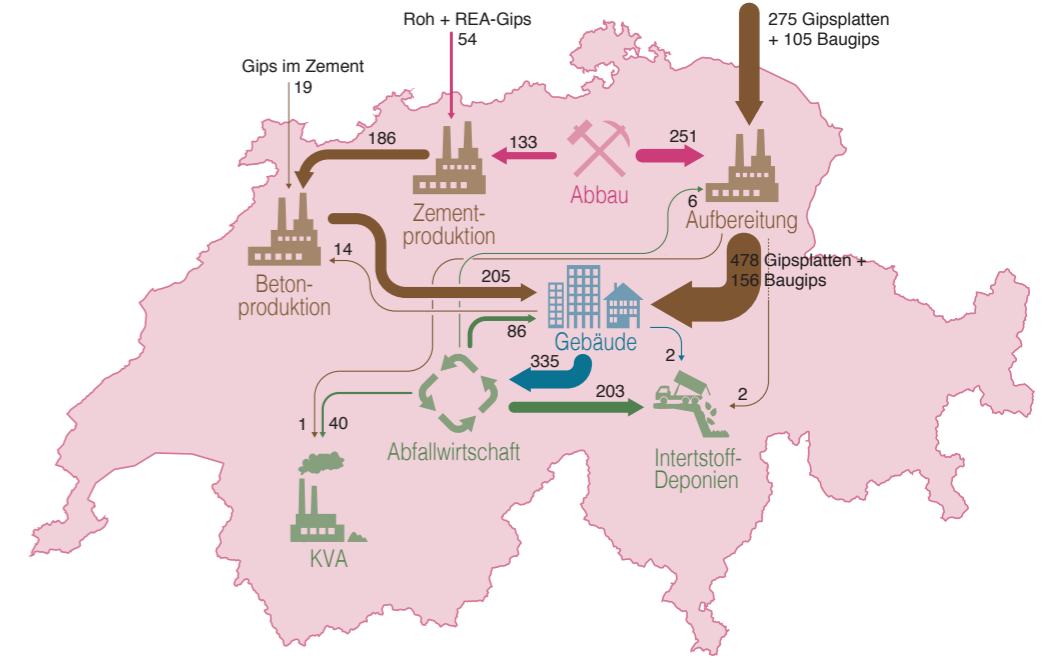 Roh + REA-Gips
54
275 Gipsplatten
+ 105 Baugips
Gips im Zement
19
186
133
251
Abbau
Zement-
produktion
6
Aufbereitung
14
Beton-
produktion
205
478 Gipsplatten +
156 Baugips
86
Gebäude
335
2
203
2
1
40
Abfallwirtschaft
Intertstoff-
Deponien
KVA